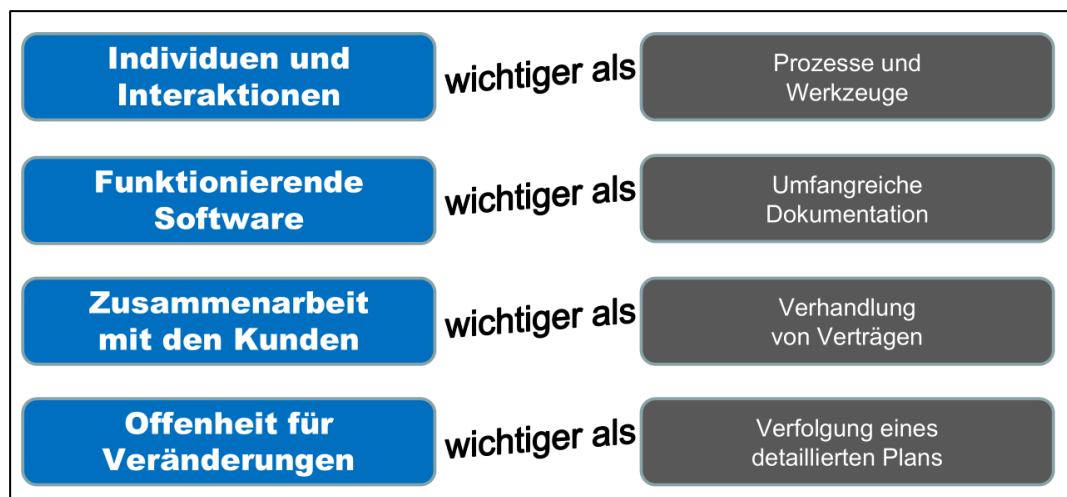 Individuen und
Interaktionen
wichtiger als
Prozesse und
Werkzeuge
Funktionierende
Software
wichtiger als
Umfangreiche
Dokumentation
Zusammenarbeit
mit den Kunden
wichtiger als
Verhandlung
von Verträgen
Offenheit für
Veränderungen
wichtiger als
Verfolgung eines
detaillierten Plans